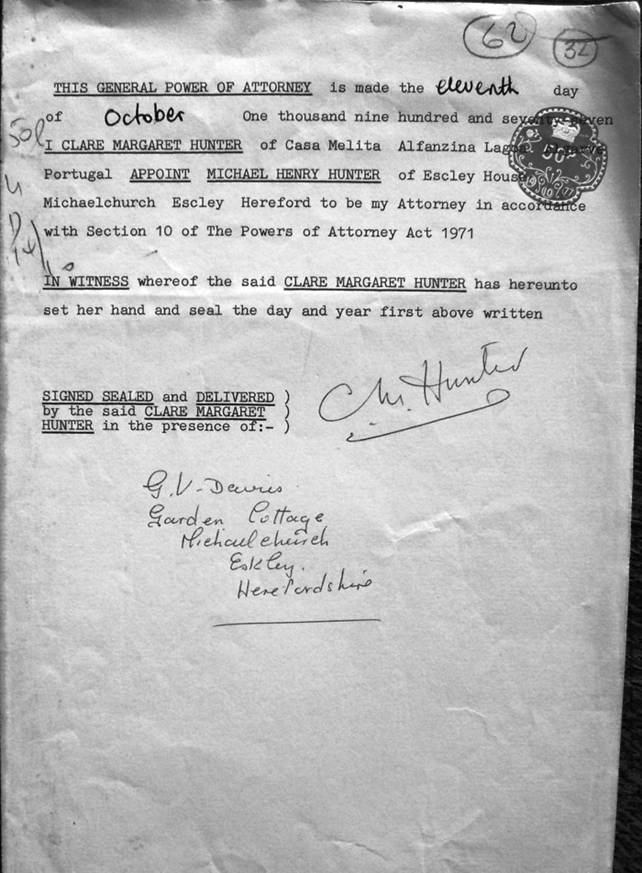 62
32
THIS GENERAL POWER OF ATTORNEY is made the eleventh day
of October One thousand nine hundred and seventy seven
I CLARE MARGARET HUNTER of Casa Melita Alfanzina Lagoa Algarve
Portugal APPOINT MICHAEL HENRY HUNTER of Escley House
Michaelchurch Escley Hereford to be my Attorney in accordance
with Section 10 of The Powers of Attorney Act 1971
IN WITNESS whereof the said CLARE MARGARET HUNTER has hereunto
set her hand and seal the day and year first above written
SIGNED SEALED and DELIVERED )
by the said CLARE MARGARET )
HUNTER in the presence of:- )
C.M. Hunter
G.V. Davies
Garden Cottage
Michaelchurch
Eskley.
Herefordshire